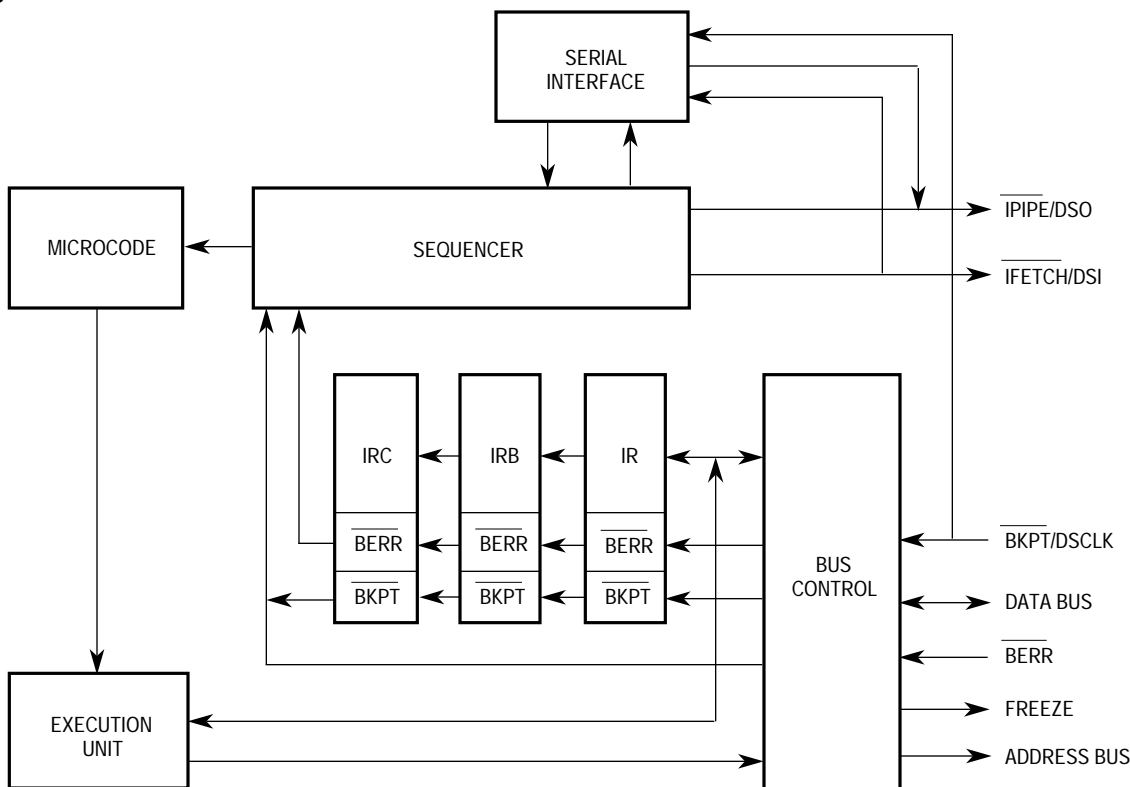 SERIAL
INTERFACE
IPIPE/DSO
MICROCODE
SEQUENCER
IFETCH/DSI
IRC
IRB
IR
BERR
BERR
BERR
BKPT/DSCLK
BUS
CONTROL
BKPT
BKPT
BKPT
DATA BUS
BERR
EXECUTION
UNIT
FREEZE
ADDRESS BUS